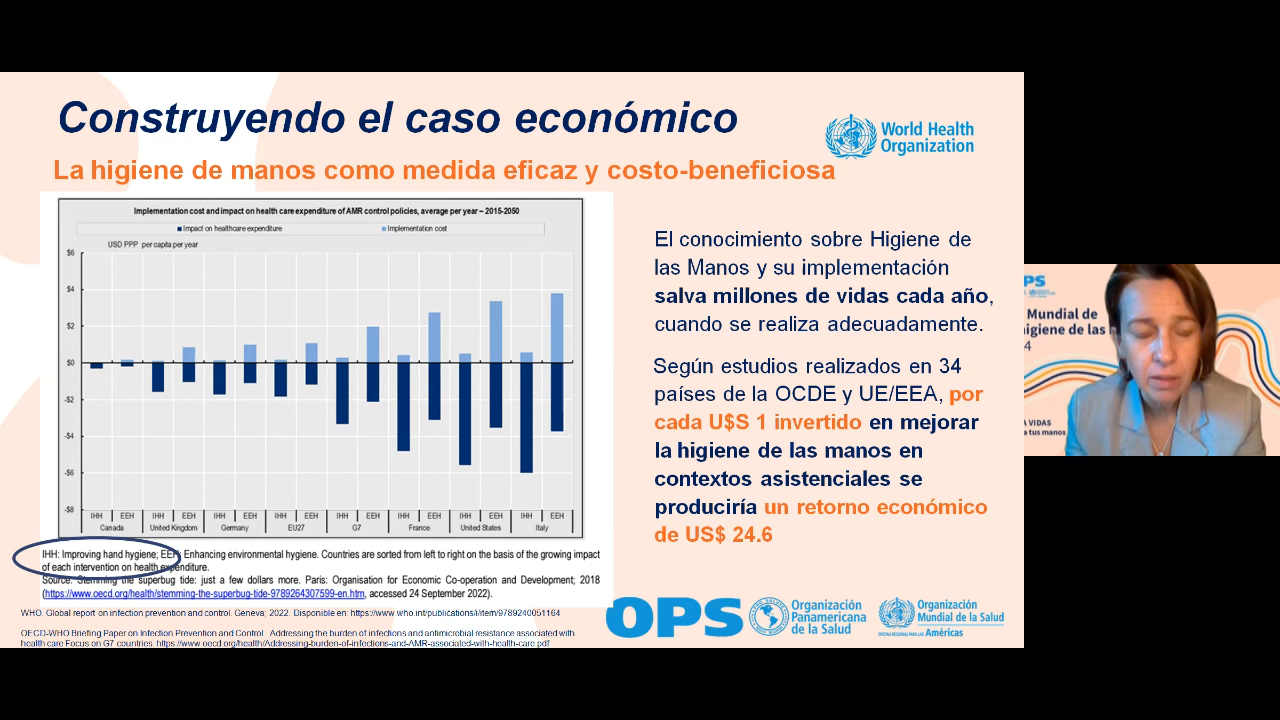 Construyendo el caso económico
World Health
Organization
La higiene de manos como medida eficaz y costo-beneficiosa
Implementation cost and impact on health care expenditure of AMR control policies, average per year – 2015-2050
Impact on healthcare expenditure
Implementation cost
USD PPP per capita per year
$6
$4
$2
$0
-$2
-$4
-$6
-$8
IHH EEH IHH EEH IHH EEH IHH EEH IHH EEH IHH EEH IHH EEH IHH EEH
Canada United Kingdom Germany EU27 G7 France United States Italy
IHH: Improving hand hygiene; EEH: Enhancing environmental hygiene. Countries are sorted from left to right on the basis of the growing impact
of each intervention on health expenditure.
Source: Stemming the superbug tide: just a few dollars more. Paris: Organisation for Economic Co-operation and Development; 2018
(https://www.oecd.org/health/stemming-the-superbug-tide-9789264307599-en.htm, accessed 24 September 2022).
WHO. Global report on infection prevention and control. Geneva; 2022. Disponible en: https://www.who.int/publications/i/item/9789240051164
OECD-WHO Briefing Paper on Infection Prevention and Control. Addressing the burden of infections and antimicrobial resistance associated with
health care Focus on G7 countries. https://www.oecd.org/health/Addressing-burden-of-infections-and-AMR-associated-with-health-care.pdf
El conocimiento sobre Higiene de
las Manos y su implementación
salva millones de vidas cada año,
cuando se realiza adecuadamente.
Según estudios realizados en 34
países de la OCDE y UE/EEA, por
cada U$S 1 invertido en mejorar
la higiene de las manos en
contextos asistenciales se
produciría un retorno económico
de US$ 24.6
OPS
Organización
Panamericana
de la Salud
Organización
Mundial de la Salud
OFICINA REGIONAL PARA LAS Américas
PS
Mundial de
higiene de las
4
A VIDAS
a tus manos